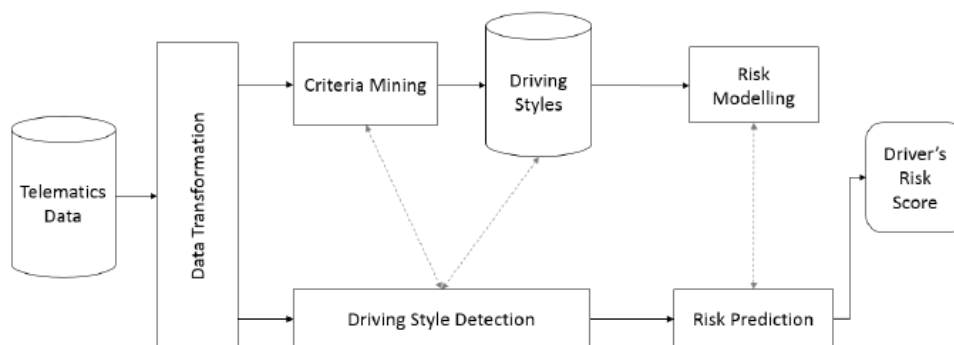 Telematics
Data
Data Transformation
Criteria Mining
Driving
Styles
Risk
Modelling
Driving Style Detection
Risk Prediction
Driver's
Risk
Score